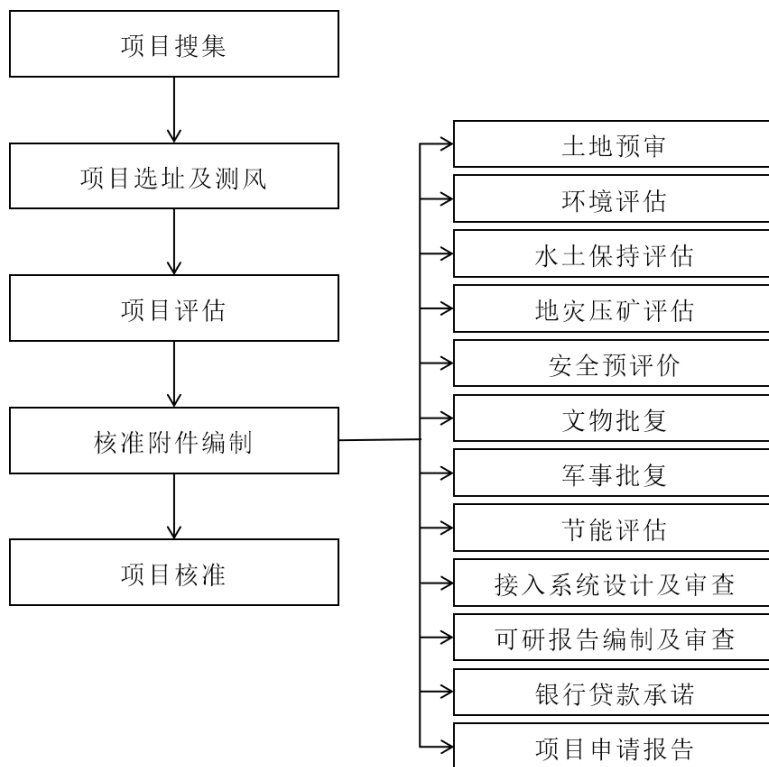 项目搜集
项目选址及测风
项目评估
核准附件编制
项目核准
土地预审
环境评估
水土保持评估
地灾压矿评估
安全预评价
文物批复
军事批复
节能评估
接入系统设计及审查
可研报告编制及审查
银行贷款承诺
项目申请报告